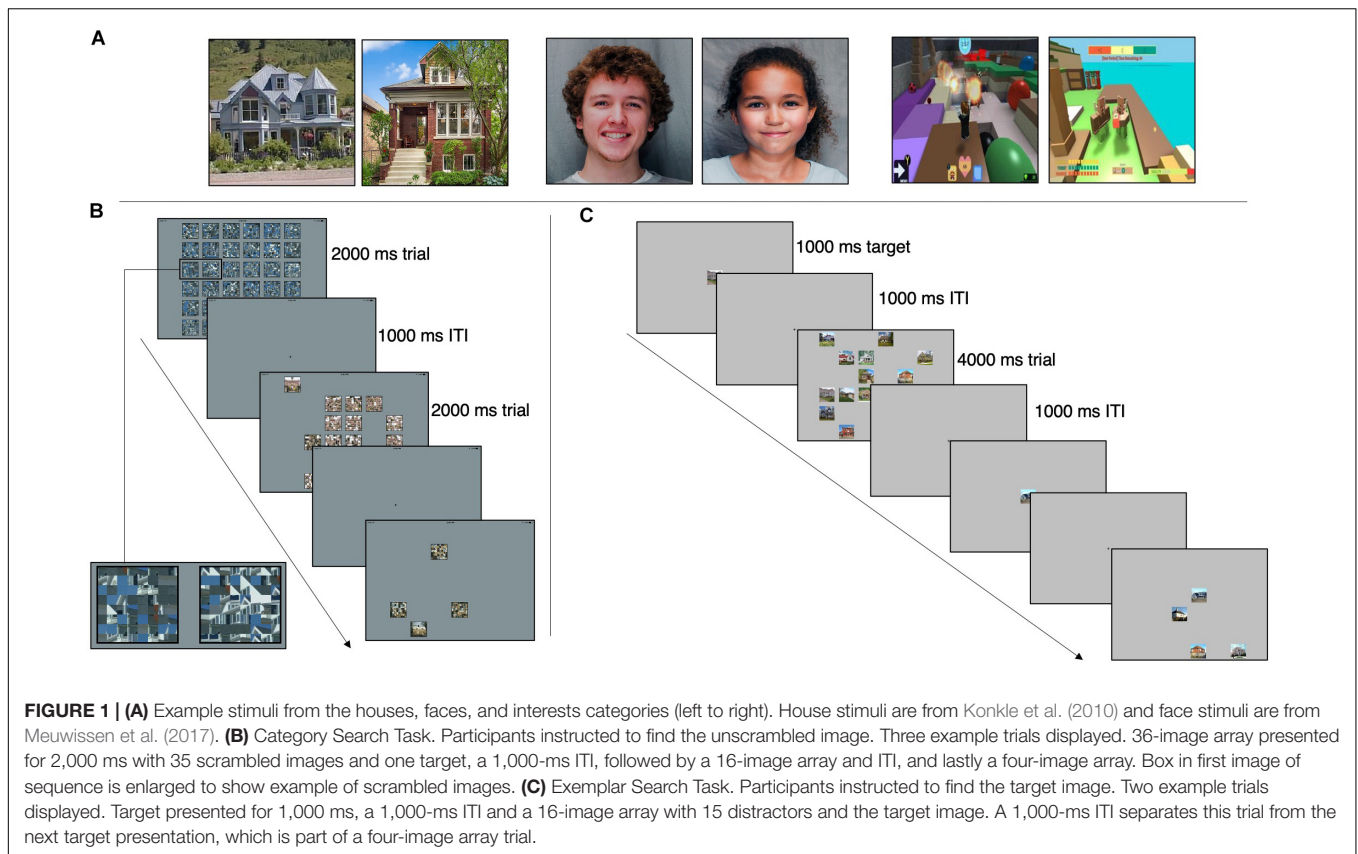 A
B
2000 ms trial
1000 ms ITI
2000 ms trial
C
1000 ms target
1000 ms ITI
4000 ms trial
1000 ms ITI
FIGURE 1 | (A) Example stimuli from the houses, faces, and interests categories (left to right). House stimuli are from Konkle et al. (2010) and face stimuli are from
Meuwissen et al. (2017). (B) Category Search Task. Participants instructed to find the unscrambled image. Three example trials displayed. 36-image array presented
for 2,000 ms with 35 scrambled images and one target, a 1,000-ms ITI, followed by a 16-image array and ITI, and lastly a four-image array. Box in first image of
sequence is enlarged to show example of scrambled images. (C) Exemplar Search Task. Participants instructed to find the target image. Two example trials
displayed. Target presented for 1,000 ms, a 1,000-ms ITI and a 16-image array with 15 distractors and the target image. A 1,000-ms ITI separates this trial from the
next target presentation, which is part of a four-image array trial.